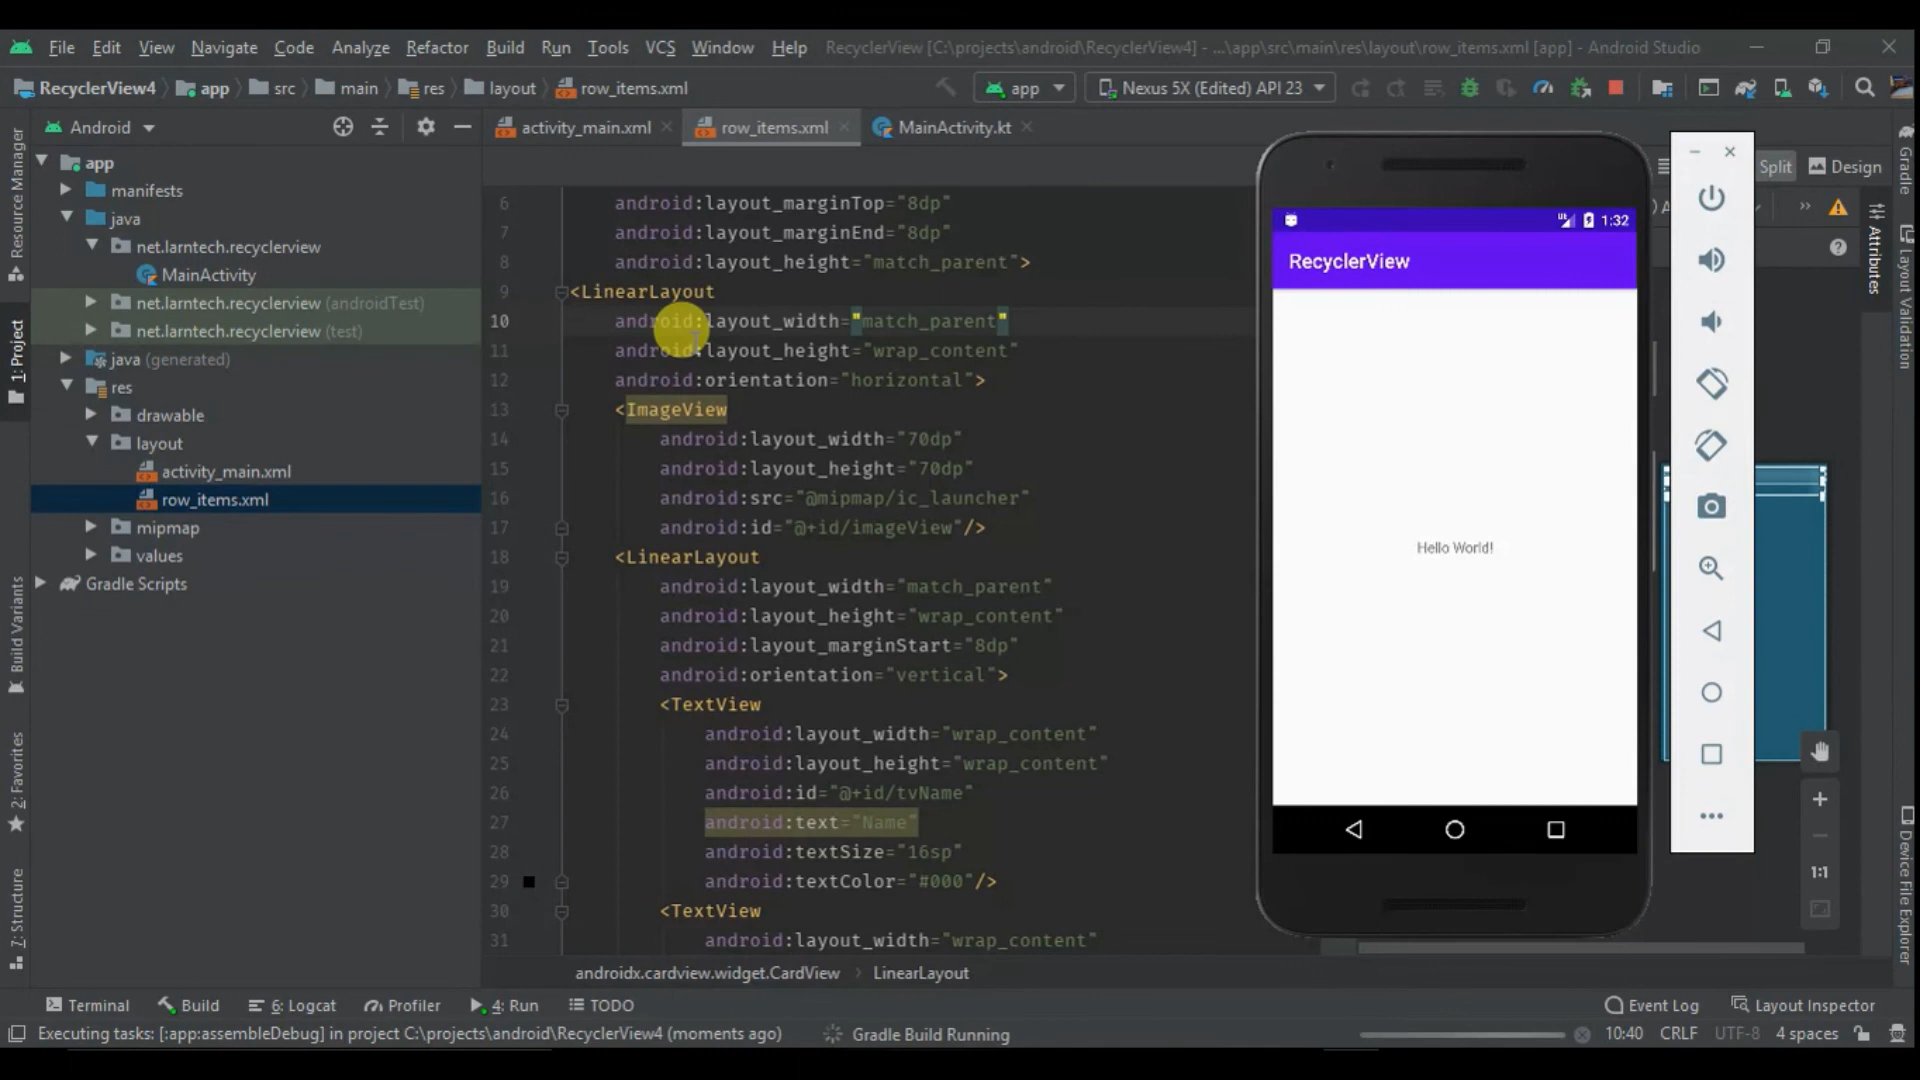 File Edit View Navigate Code Analyze Refactor Build Run Tools VCS Window Help RecyclerView [C:\projects\android\RecyclerView4] - ...\app\src\main\res\layout\row_items.xml [app] - Android Studio
RecyclerView4 app src main res layout row_items.xml app Nexus 5X (Edited) API 23
Android
activity_main.xml row_items.xml MainActivity.kt
Split Design
Resource Manager
1: Project
Build Variants
2: Favorites
7: Structure
app
manifests
java
net.larntech.recyclerview
MainActivity
net.larntech.recyclerview (androidTest)
net.larntech.recyclerview (test)
java (generated)
res
drawable
layout
activity_main.xml
row_items.xml
mipmap
values
Gradle Scripts
6 android:layout_marginTop="8dp"
7 android:layout_marginEnd="8dp"
8 android:layout_height="match_parent">
9 <LinearLayout
10 android:layout_width="match_parent"
11 android:layout_height="wrap_content"
12 android:orientation="horizontal">
13 <ImageView
14 android:layout_width="70dp"
15 android:layout_height="70dp"
16 android:src="@mipmap/ic_launcher"
17 android:id="@+id/imageView"/>
18 <LinearLayout
19 android:layout_width="match_parent"
20 android:layout_height="wrap_content"
21 android:layout_marginStart="8dp"
22 android:orientation="vertical">
23 <TextView
24 android:layout_width="wrap_content"
25 android:layout_height="wrap_content"
26 android:id="@+id/tvName"
27 android:text="Name"
28 android:textSize="16sp"
29 android:textColor="#000"/>
30 <TextView
31 android:layout_width="wrap_content"
androidx.cardview.widget.CardView LinearLayout
1:32
RecyclerView
Hello World!
1:1
Gradle
Attributes
Layout Validation
Device File Explorer
Terminal Build 6: Logcat Profiler 4: Run TODO Event Log Layout Inspector
Executing tasks: [:app:assembleDebug] in project C:\projects\android\RecyclerView4 (moments ago) Gradle Build Running 10:40 CRLF UTF-8 4 spaces